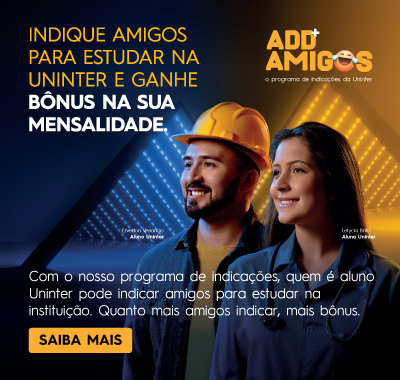 INDIQUE AMIGOS
PARA ESTUDAR NA
UNINTER E GANHE
BÔNUS NA SUA
MENSALIDADE.
ADD+
AMIGOS
o programa de indicações da Uninter
Aluno Uninter
Aluna Uninter
Com o nosso programa de indicações, quem é aluno
Uninter pode indicar amigos para estudar na
instituição. Quanto mais amigos indicar, mais bônus.
SAIBA MAIS